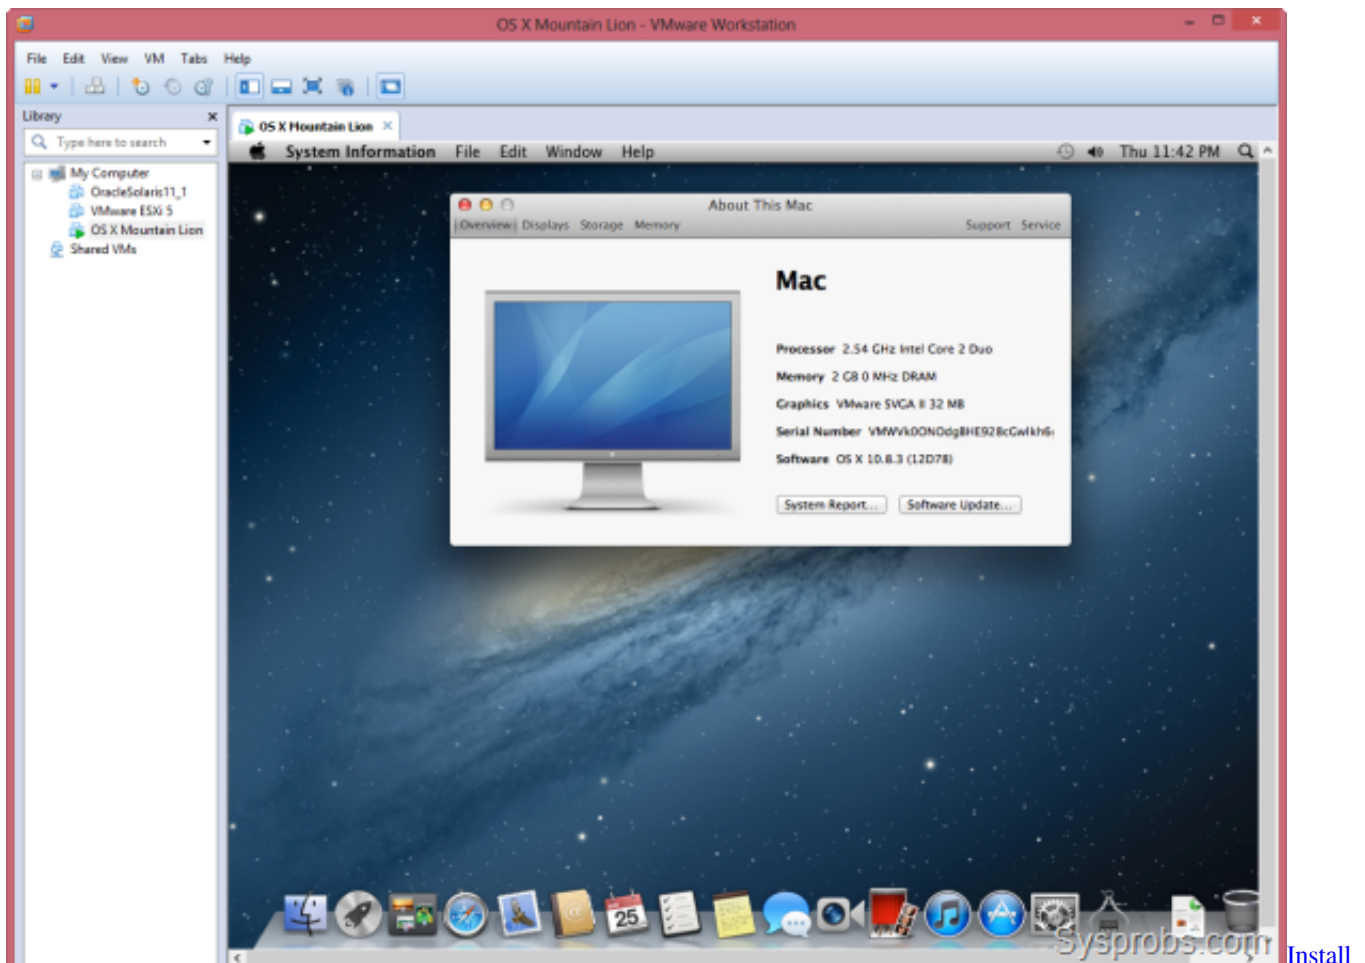 OS X Mountain Lion - VMware Workstation
File Edit View VM Tabs Help
Library
Type here to search
My Computer
OracleSolaris11_1
VMware ESXi 5
OS X Mountain Lion
Shared VMs
OS X Mountain Lion
System Information File Edit Window Help
Thu 11:42 PM
About This Mac
Overview Displays Storage Memory
Support Service
Mac
Processor 2.54 GHz Intel Core 2 Duo
Memory 2 GB 0 MHz DRAM
Graphics VMware SVGA II 32 MB
Serial Number
Software OS X 10.8.3 (12D78)
System Report...
Software Update...
25
Sysprobs.com
Install